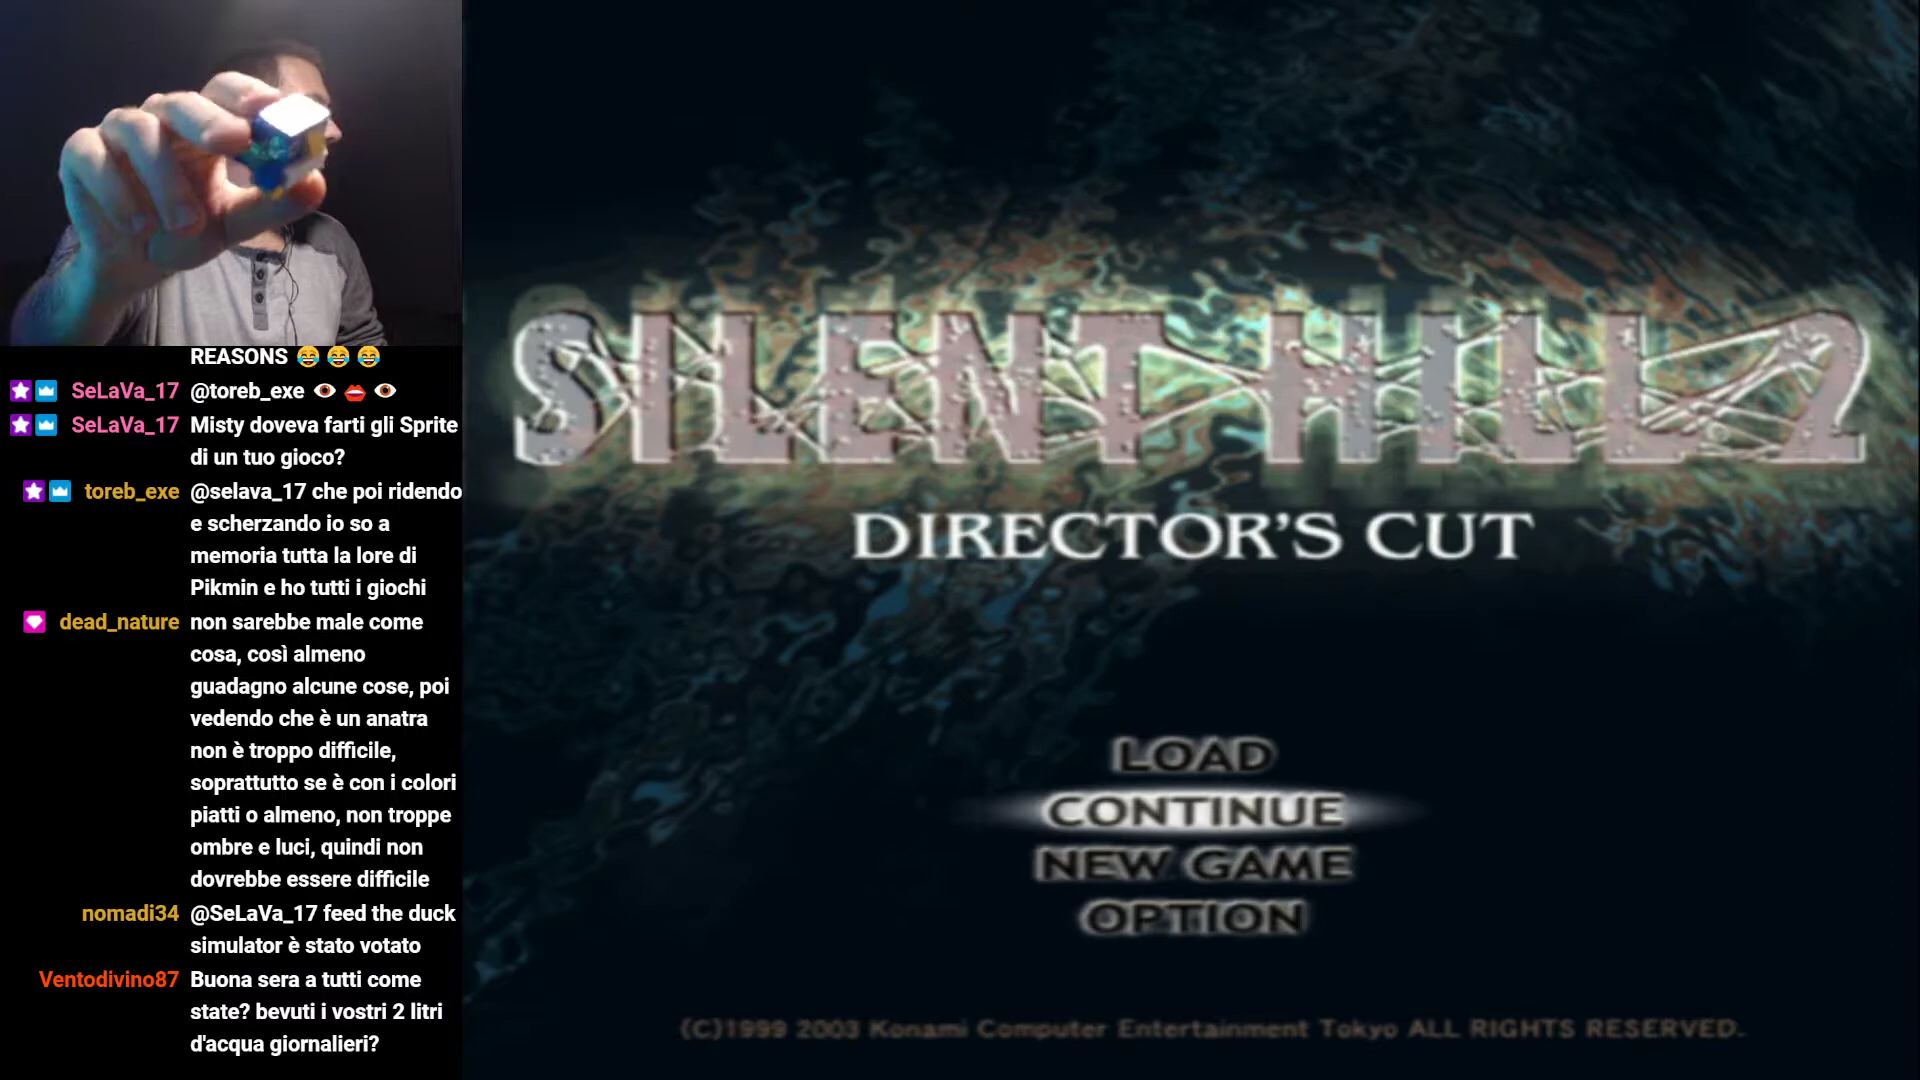 REASONS 😂 😂 😂
SeLaVa_17 @toreb_exe 👁 👄 👁
SeLaVa_17 Misty doveva farti gli Sprite
di un tuo gioco?
toreb_exe @selava_17 che poi ridendo
e scherzando io so a
memoria tutta la lore di
Pikmin e ho tutti i giochi
dead_nature non sarebbe male come
cosa, così almeno
guadagno alcune cose, poi
vedendo che è un anatra
non è troppo difficile,
soprattutto se è con i colori
piatti o almeno, non troppe
ombre e luci, quindi non
dovrebbe essere difficile
nomadi34 @SeLaVa_17 feed the duck
simulator è stato votato
Ventodivino87 Buona sera a tutti come
state? bevuti i vostri 2 litri
d'acqua giornalieri?
SILENT HILL 2
DIRECTOR'S CUT
LOAD
CONTINUE
NEW GAME
OPTION
(C)1999 2003 Konami Computer Entertainment Tokyo ALL RIGHTS RESERVED.